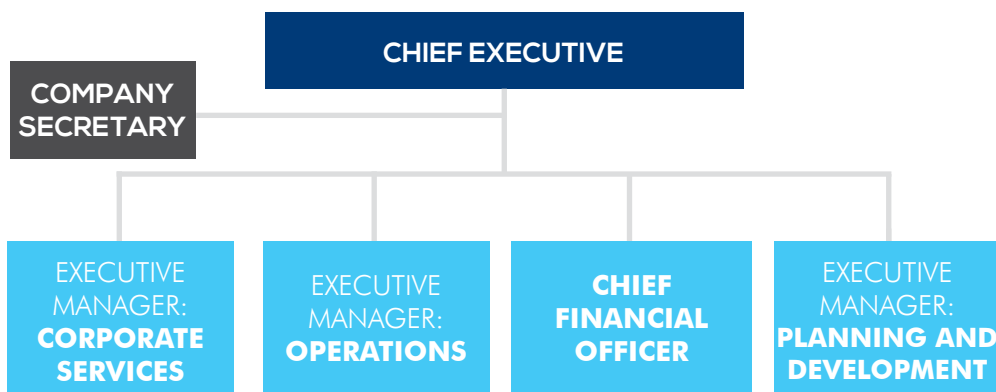 CHIEF EXECUTIVE
COMPANY
SECRETARY
EXECUTIVE
MANAGER:
CORPORATE
SERVICES
EXECUTIVE
MANAGER:
OPERATIONS
CHIEF
FINANCIAL
OFFICER
EXECUTIVE
MANAGER:
PLANNING AND
DEVELOPMENT